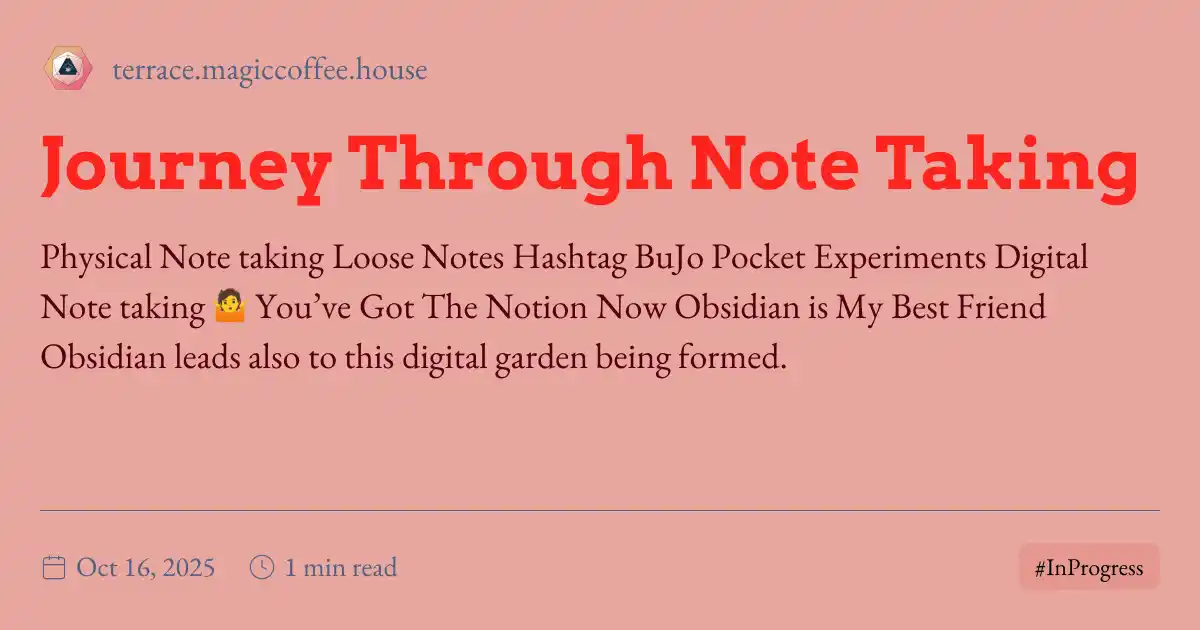 terrace.magiccoffee.house
Journey Through Note Taking
Physical Note taking Loose Notes Hashtag BuJo Pocket Experiments Digital
Note taking 🤷 You’ve Got The Notion Now Obsidian is My Best Friend
Obsidian leads also to this digital garden being formed.
Oct 16, 2025 1 min read
#InProgress